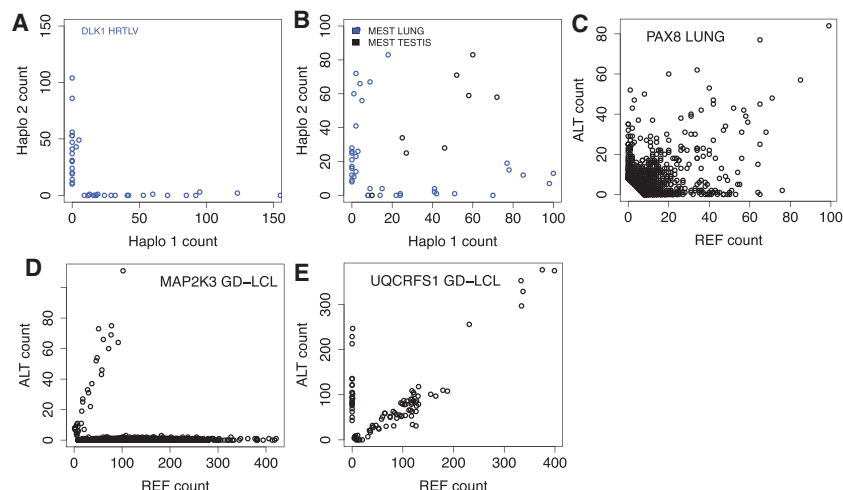 A
DLK1 HRTLV
Haplo 2 count
0 50 100 150
0 50 100 150
Haplo 1 count
B
MEST LUNG
MEST TESTIS
Haplo 2 count
0 20 40 60 80 100
0 20 40 60 80 100
Haplo 1 count
C
PAX8 LUNG
ALT count
0 20 40 60 80
0 20 40 60 80 100
REF count
D
MAP2K3 GD−LCL
ALT count
0 20 40 60 80
0 100 200 300 400
REF count
E
UQCRFS1 GD−LCL
ALT count
0 100 200 300
0 100 200 300 400
REF count